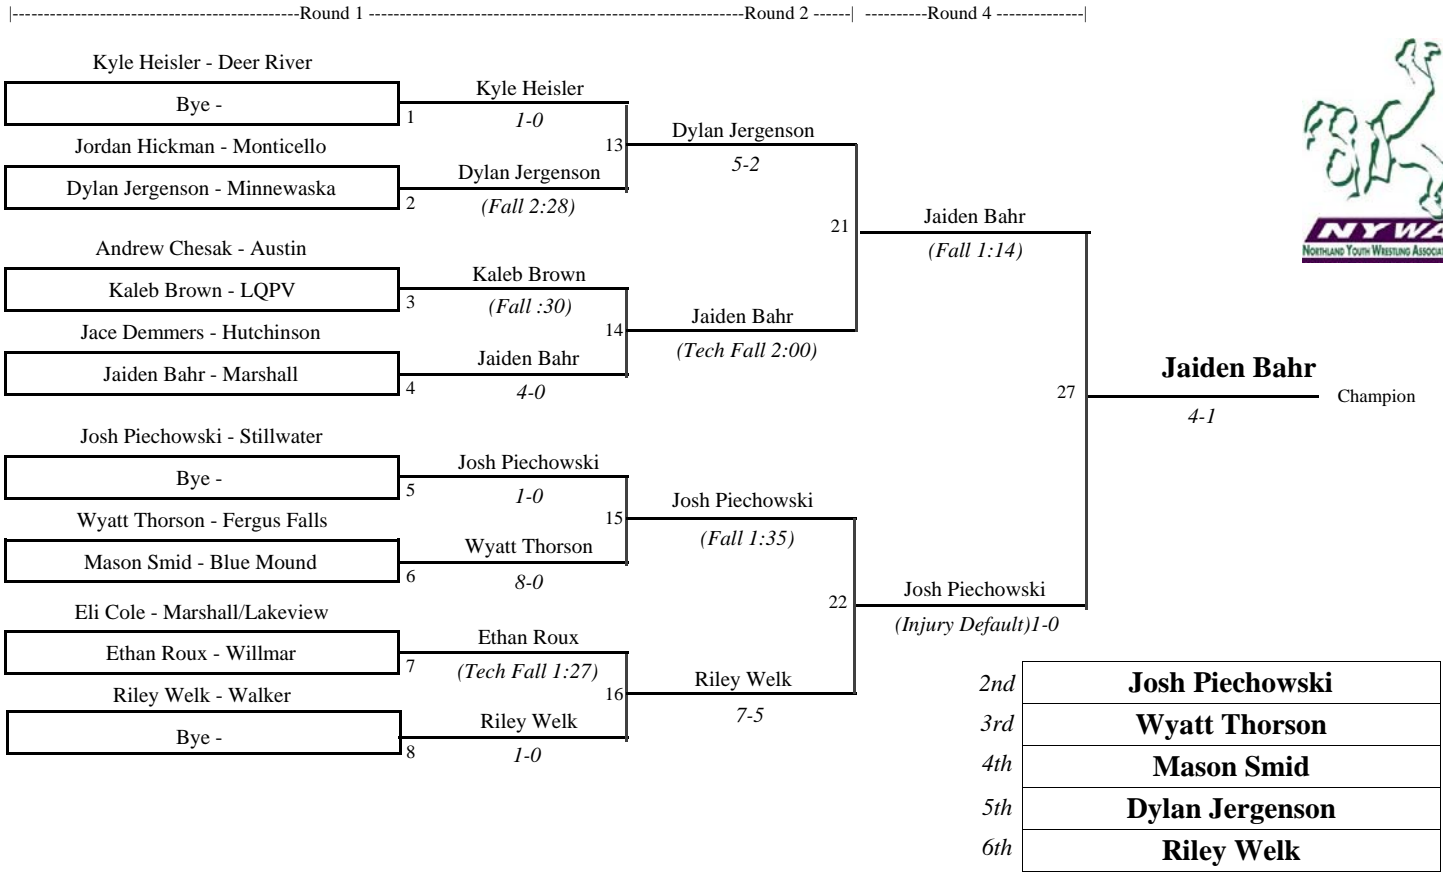 |----------------------------------------------Round 1 ------------------------------------------------------------Round 2 ------| ----------Round 4 --------------|
Kyle Heisler - Deer River
Bye -
1
Kyle Heisler
1-0
Jordan Hickman - Monticello
Dylan Jergenson - Minnewaska
2
Dylan Jergenson
(Fall 2:28)
13
Dylan Jergenson
5-2
Andrew Chesak - Austin
Kaleb Brown - LQPV
3
Kaleb Brown
(Fall :30)
Jace Demmers - Hutchinson
Jaiden Bahr - Marshall
4
Jaiden Bahr
4-0
14
Jaiden Bahr
(Tech Fall 2:00)
21
Jaiden Bahr
(Fall 1:14)
Josh Piechowski - Stillwater
Bye -
5
Josh Piechowski
1-0
Wyatt Thorson - Fergus Falls
Mason Smid - Blue Mound
6
Wyatt Thorson
8-0
15
Josh Piechowski
(Fall 1:35)
Eli Cole - Marshall/Lakeview
Ethan Roux - Willmar
7
Ethan Roux
(Tech Fall 1:27)
Riley Welk - Walker
Bye -
8
Riley Welk
1-0
16
Riley Welk
7-5
22
Josh Piechowski
(Injury Default)1-0
27
Jaiden Bahr
4-1
Champion
NYWA
NORTHLAND YOUTH WRESTLING
2nd Josh Piechowski
3rd Wyatt Thorson
4th Mason Smid
5th Dylan Jergenson
6th Riley Welk